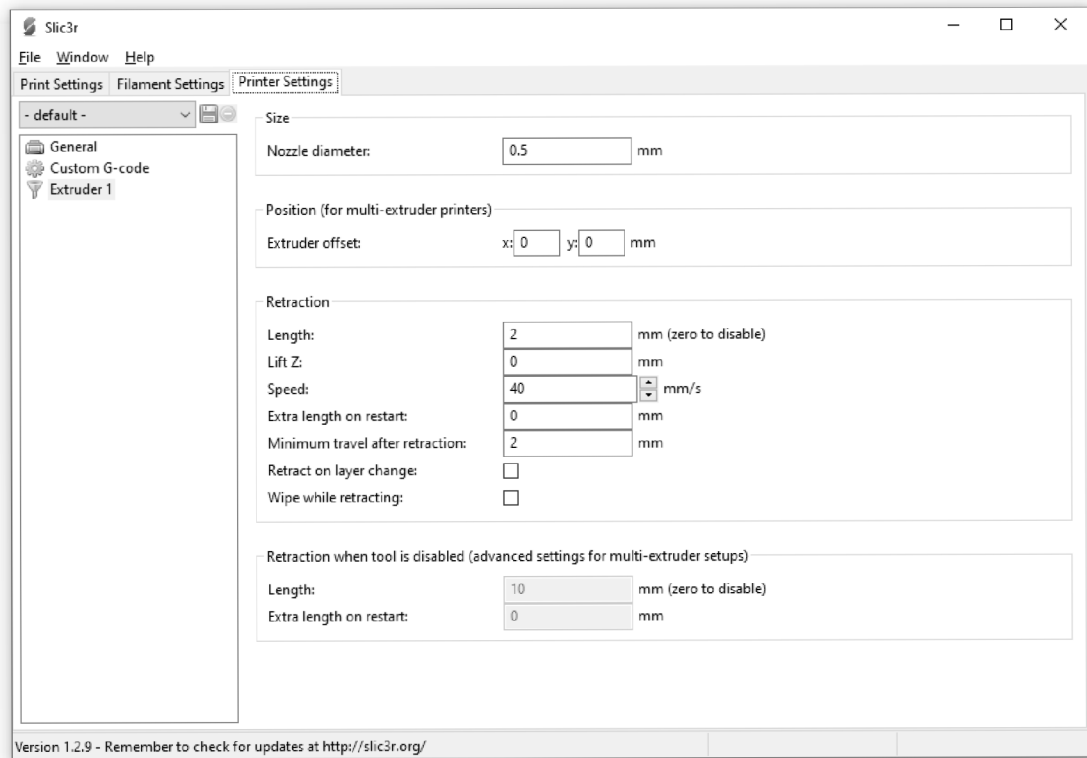 Slic3r
File Window Help
Print Settings Filament Settings Printer Settings
- default -
General
Custom G-code
Extruder 1
Size
Nozzle diameter: 0.5 mm
Position (for multi-extruder printers)
Extruder offset: x: 0 y: 0 mm
Retraction
Length: 2 mm (zero to disable)
Lift Z: 0 mm
Speed: 40 mm/s
Extra length on restart: 0 mm
Minimum travel after retraction: 2 mm
Retract on layer change:
Wipe while retracting:
Retraction when tool is disabled (advanced settings for multi-extruder setups)
Length: 10 mm (zero to disable)
Extra length on restart: 0 mm
Version 1.2.9 - Remember to check for updates at http://slic3r.org/